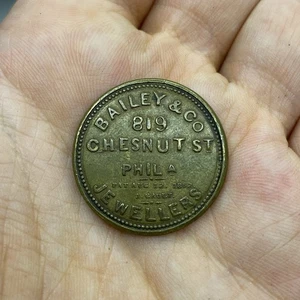 BAILEY & CO
819
CHESNUT ST
PHILA
JEWELLERS